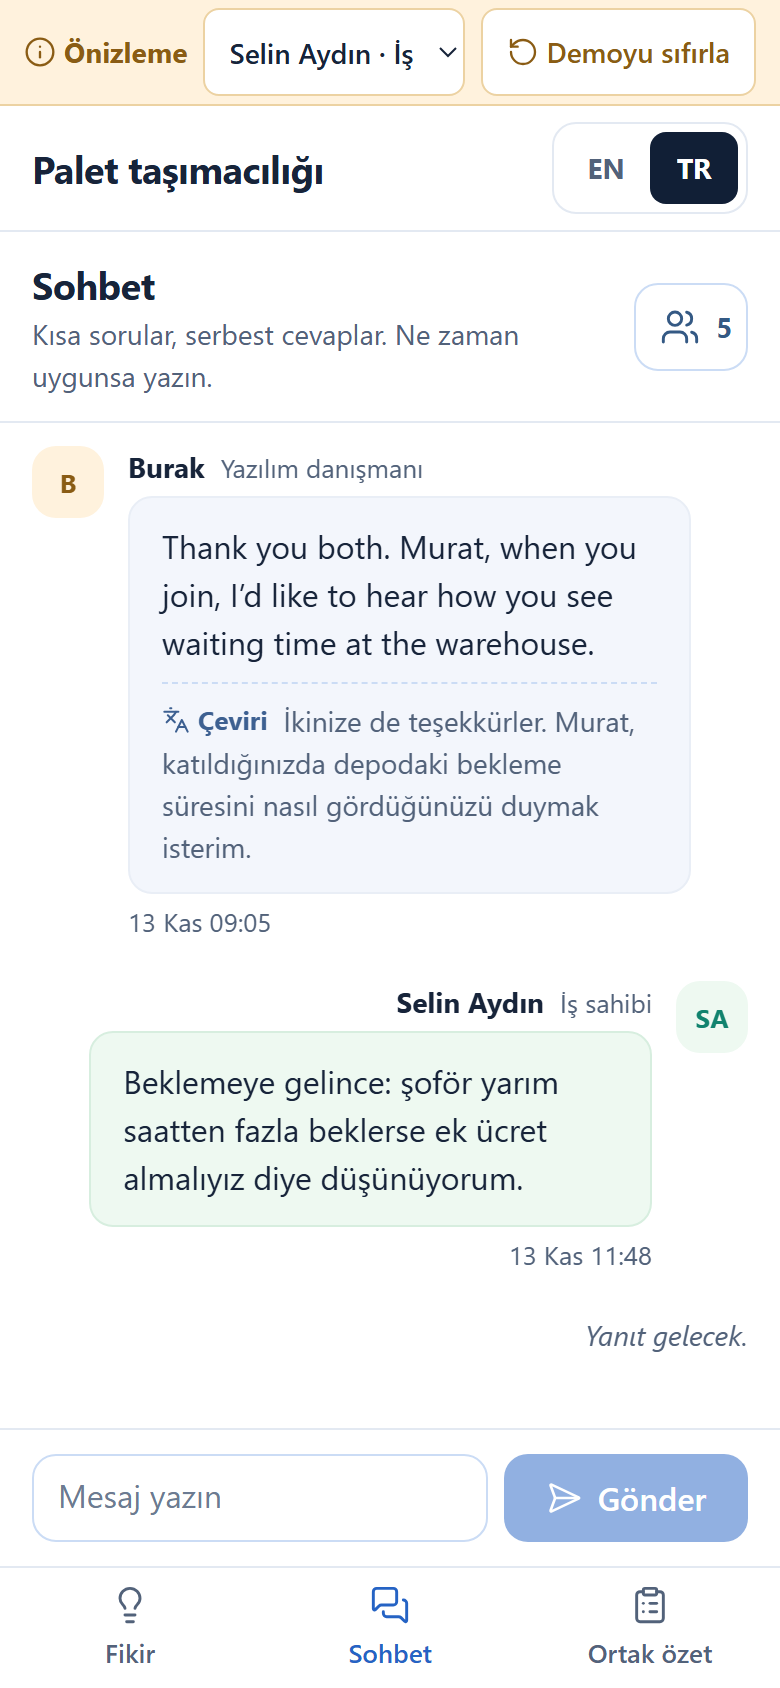 Önizleme
Selin Aydın · İş
Demoyu sıfırla
Palet taşımacılığı
EN
TR
Sohbet
Kısa sorular, serbest cevaplar. Ne zaman
uygunsa yazın.
5
B
Burak Yazılım danışmanı
Thank you both. Murat, when you
join, I’d like to hear how you see
waiting time at the warehouse.
Çeviri İkinize de teşekkürler. Murat,
katıldığınızda depodaki bekleme
süresini nasıl gördüğünüzü duymak
isterim.
13 Kas 09:05
Selin Aydın İş sahibi
SA
Beklemeye gelince: şoför yarım
saatten fazla beklerse ek ücret
almalıyız diye düşünüyorum.
13 Kas 11:48
Yanıt gelecek.
Mesaj yazın
Gönder
Fikir
Sohbet
Ortak özet